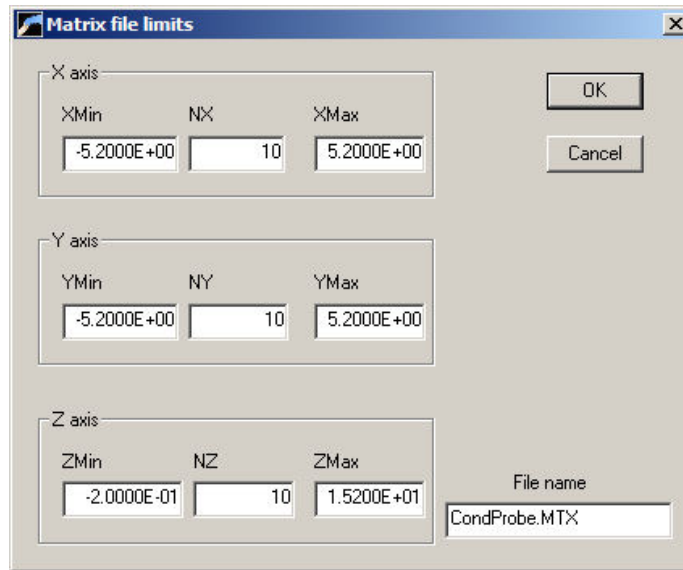 Matrix file limits
X axis
XMin NX XMax
-5.2000E+00 10 5.2000E+00
OK
Cancel
Y axis
YMin NY YMax
-5.2000E+00 10 5.2000E+00
Z axis
ZMin NZ ZMax
-2.0000E-01 10 1.5200E+01
File name
CondProbe.MTX